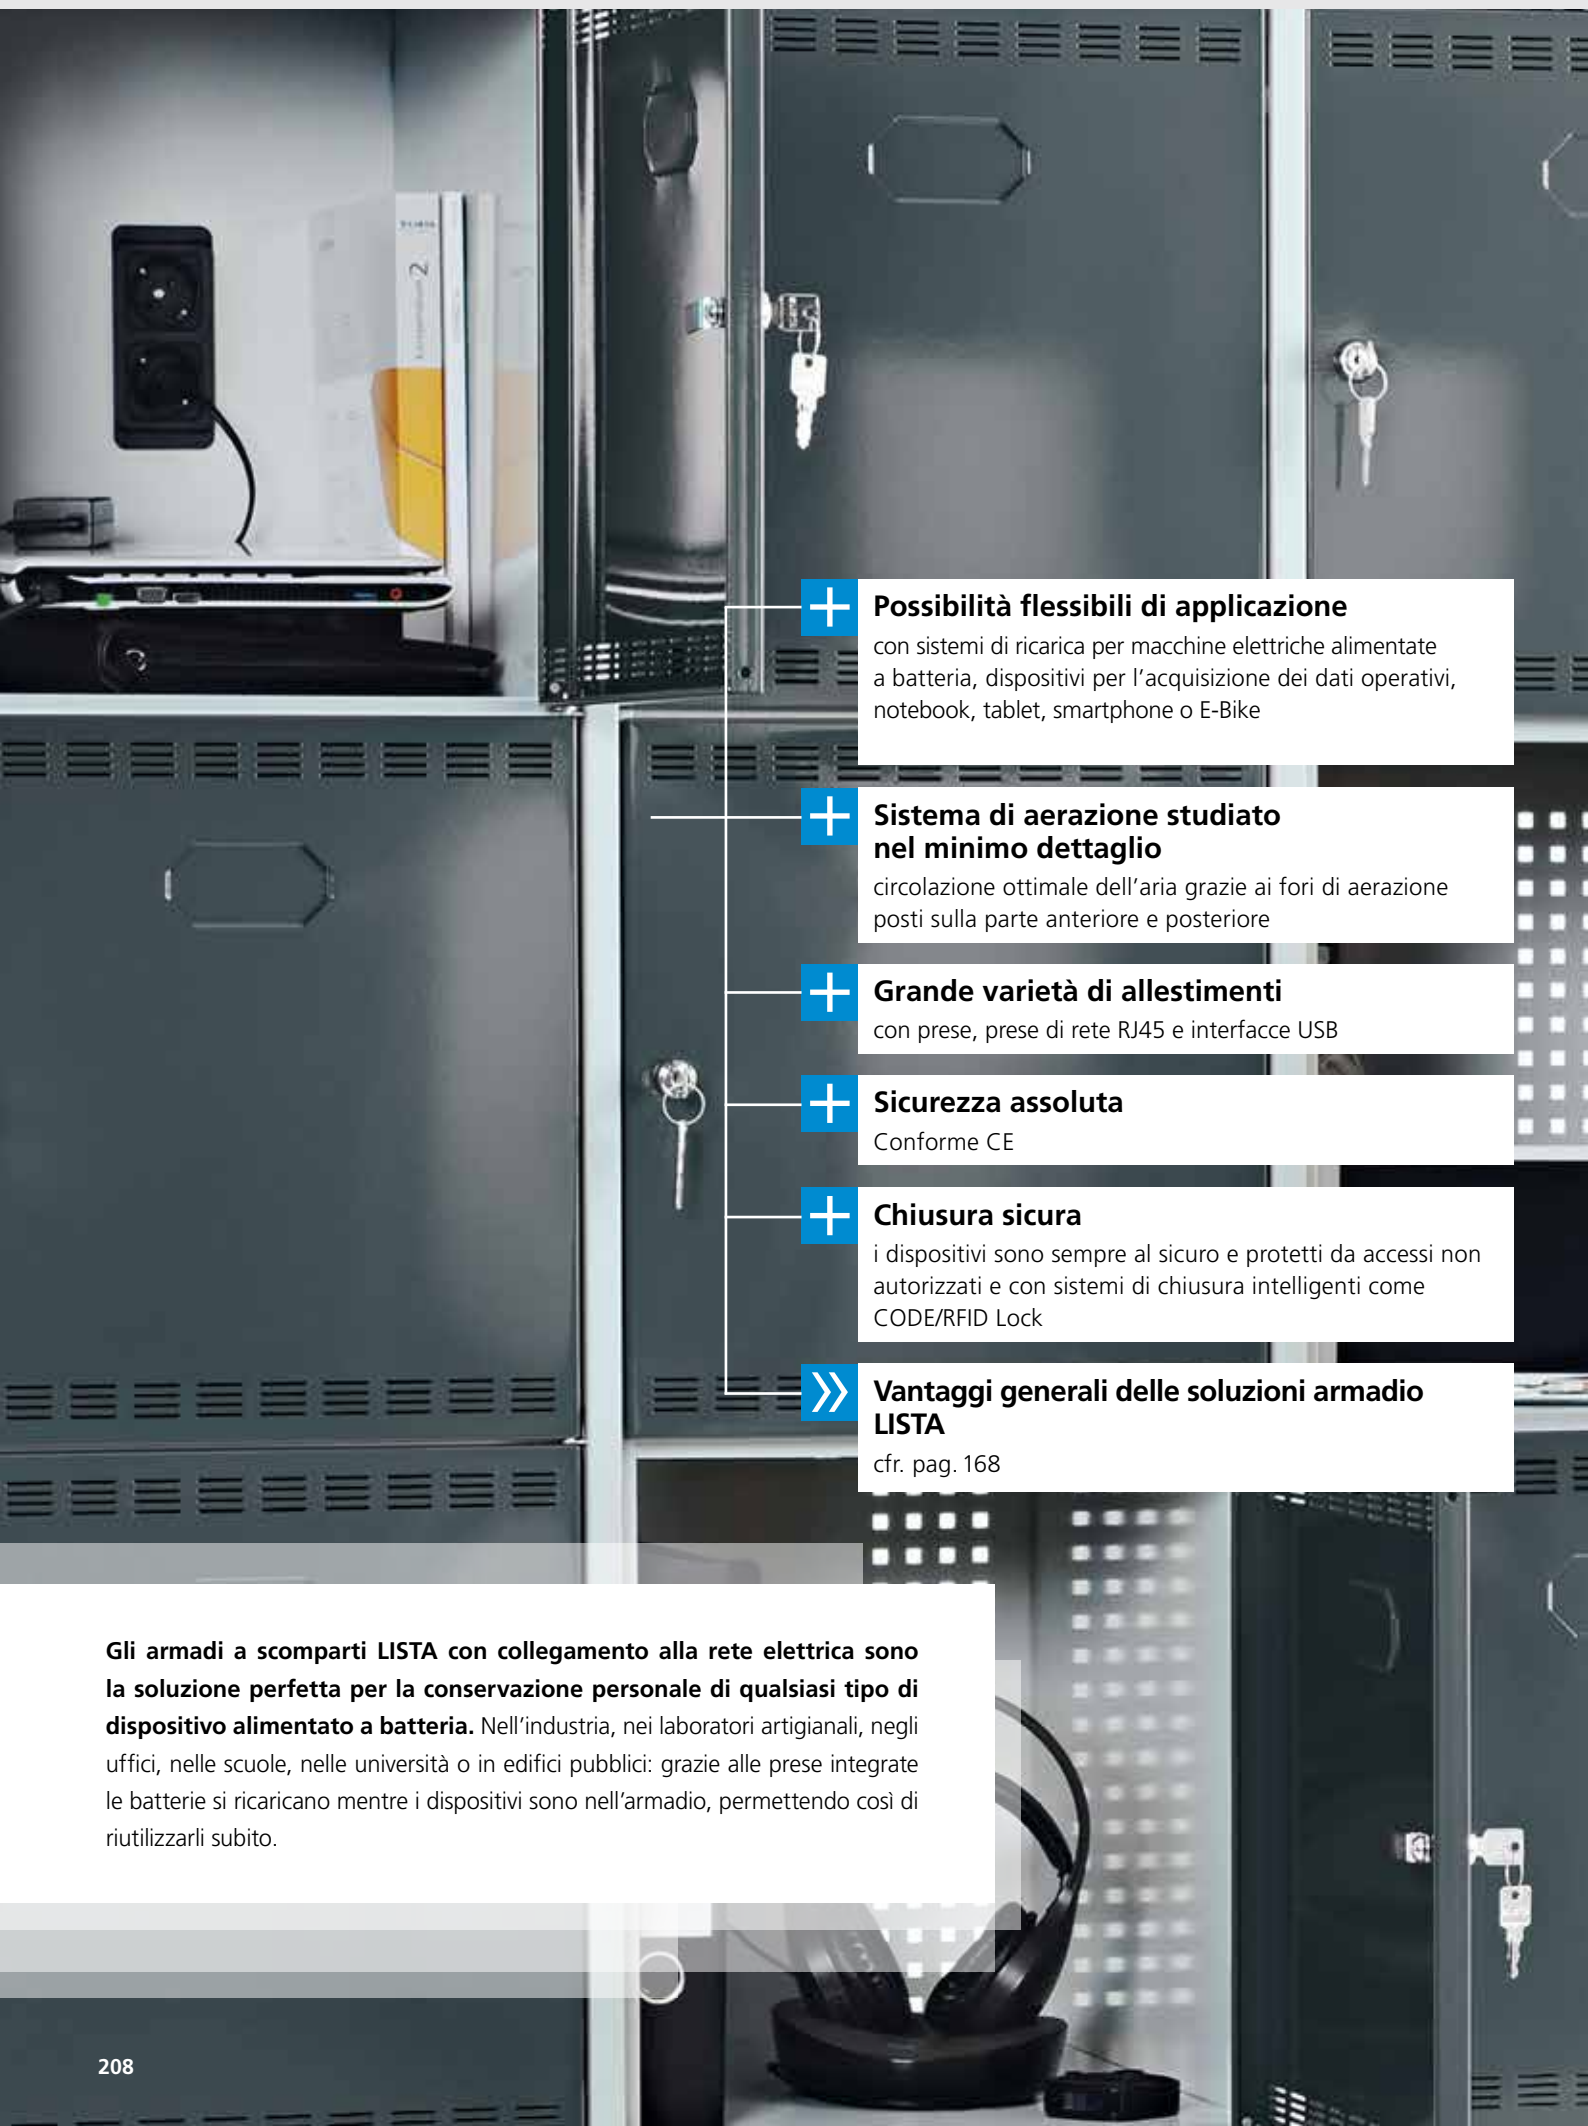 2
Possibilità flessibili di applicazione
con sistemi di ricarica per macchine elettriche alimentate
a batteria, dispositivi per l'acquisizione dei dati operativi,
notebook, tablet, smartphone o E-Bike
Sistema di aerazione studiato
nel minimo dettaglio
circolazione ottimale dell'aria grazie ai fori di aerazione
posti sulla parte anteriore e posteriore
Grande varietà di allestimenti
con prese, prese di rete RJ45 e interfacce USB
Sicurezza assoluta
Conforme CE
Chiusura sicura
i dispositivi sono sempre al sicuro e protetti da accessi non
autorizzati e con sistemi di chiusura intelligenti come
CODE/RFID Lock
Vantaggi generali delle soluzioni armadio
LISTA
cfr. pag. 168
Gli armadi a scomparti LISTA con collegamento alla rete elettrica sono
la soluzione perfetta per la conservazione personale di qualsiasi tipo di
dispositivo alimentato a batteria. Nell'industria, nei laboratori artigianali, negli
uffici, nelle scuole, nelle università o in edifici pubblici: grazie alle prese integrate
le batterie si ricaricano mentre i dispositivi sono nell'armadio, permettendo così di
riutilizzarli subito.
208